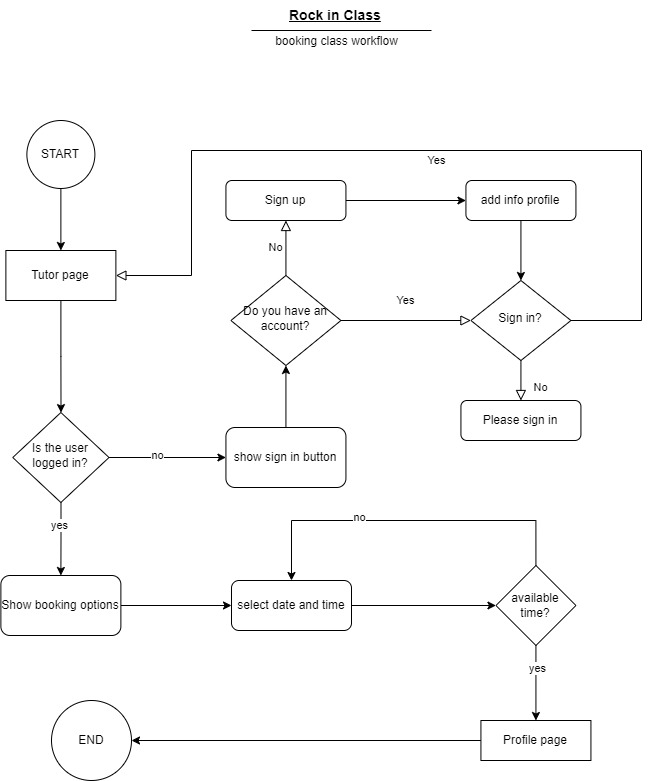 Rock in Class
booking class workflow
START
Yes
Sign up
add info profile
No
Tutor page
Do you have an
account?
Yes
Sign in?
No
Please sign in
Is the user
logged in?
no
show sign in button
yes
no
Show booking options
select date and time
available
time?
yes
END
Profile page